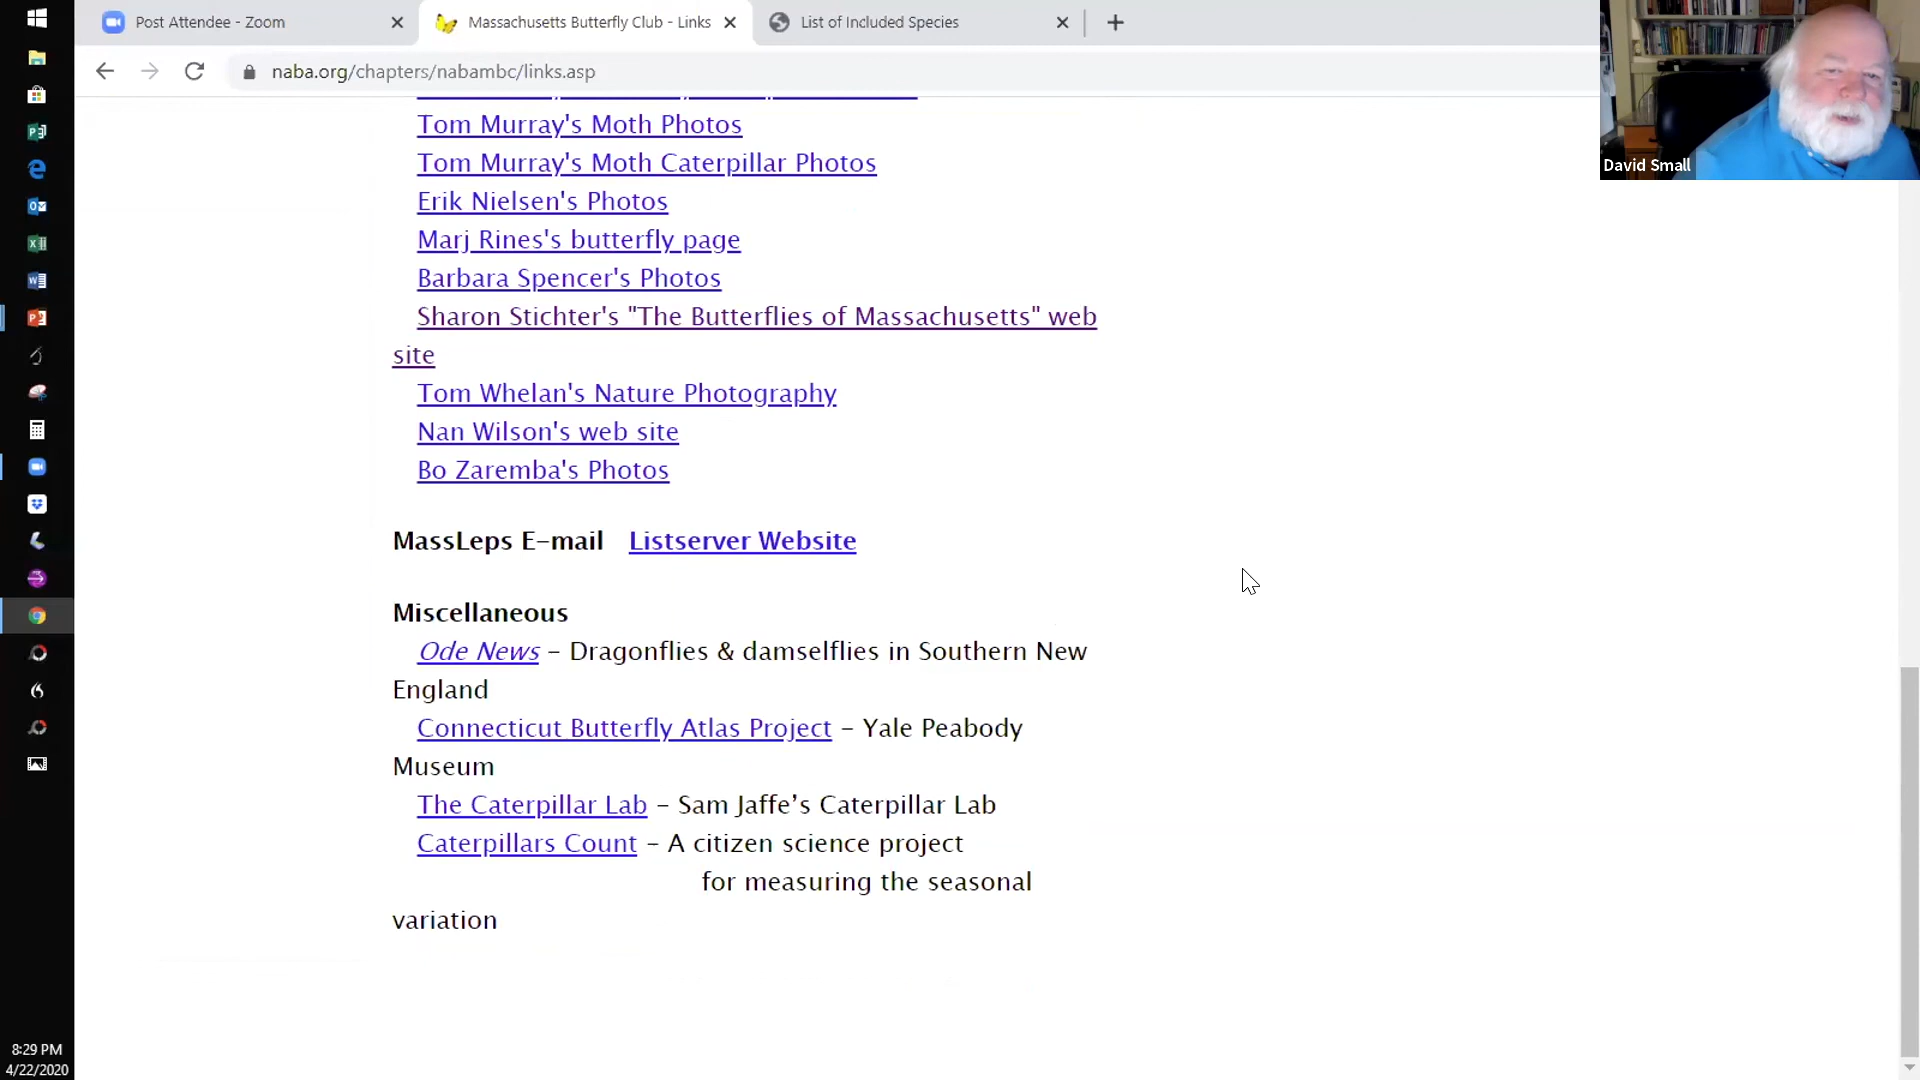 Post Attendee - Zoom
Massachusetts Butterfly Club - Links
List of Included Species
naba.org/chapters/nabambc/links.asp
David Small
Tom Murray's Moth Photos
Tom Murray's Moth Caterpillar Photos
Erik Nielsen's Photos
Marj Rines's butterfly page
Barbara Spencer's Photos
Sharon Stichter's "The Butterflies of Massachusetts" web
site
Tom Whelan's Nature Photography
Nan Wilson's web site
Bo Zaremba's Photos
MassLeps E-mail Listserver Website
Miscellaneous
Ode News - Dragonflies & damselflies in Southern New
England
Connecticut Butterfly Atlas Project - Yale Peabody
Museum
The Caterpillar Lab - Sam Jaffe’s Caterpillar Lab
Caterpillars Count - A citizen science project
for measuring the seasonal
variation
8:29 PM
4/22/2020